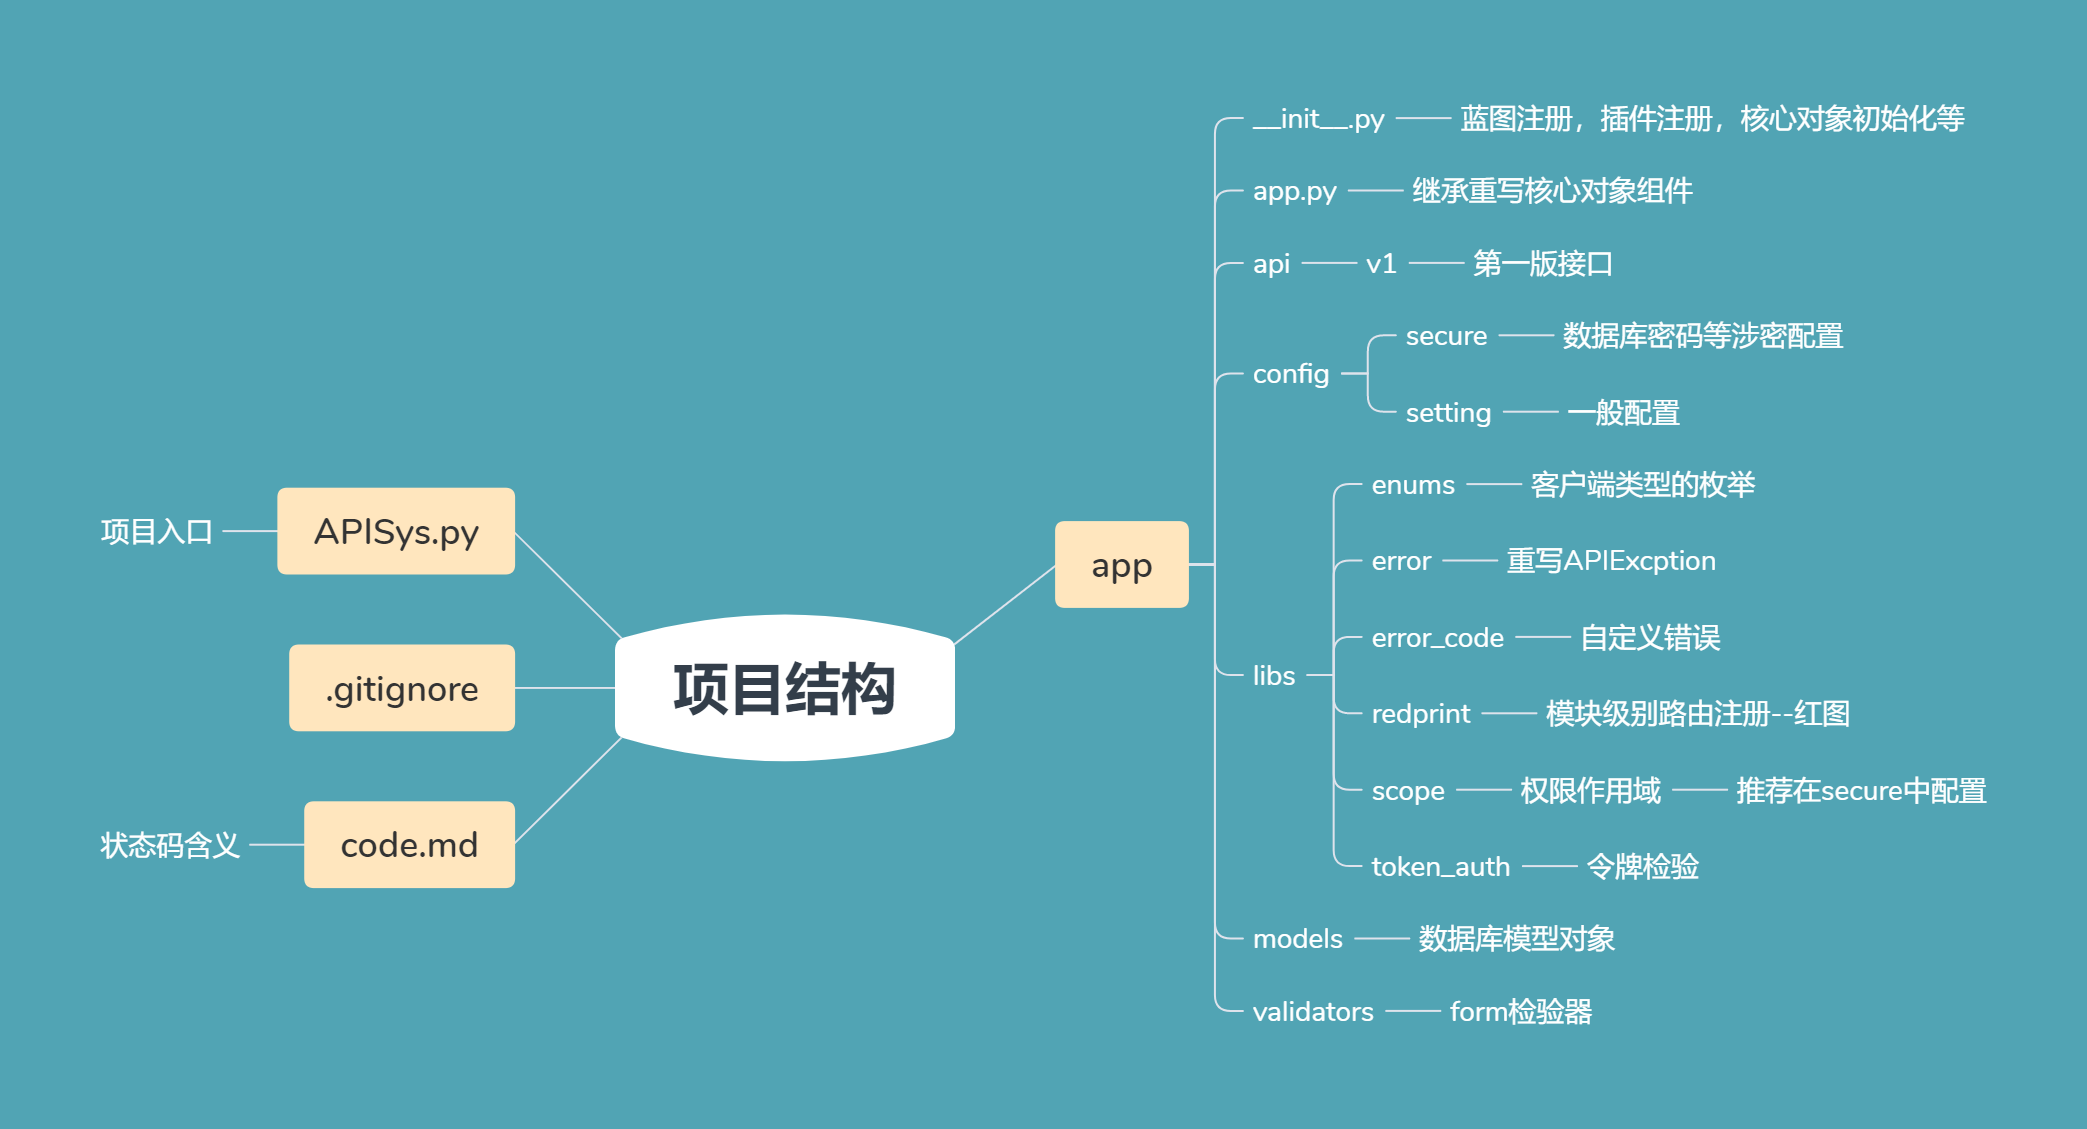 项目结构
APISys.py
项目入口
.gitignore
code.md
状态码含义
app
__init__.py
蓝图注册，插件注册，核心对象初始化等
app.py
继承重写核心对象组件
api
v1
第一版接口
config
secure
数据库密码等涉密配置
setting
一般配置
libs
enums
客户端类型的枚举
error
重写APIExcption
error_code
自定义错误
redprint
模块级别路由注册--红图
scope
权限作用域
推荐在secure中配置
token_auth
令牌检验
models
数据库模型对象
validators
form检验器